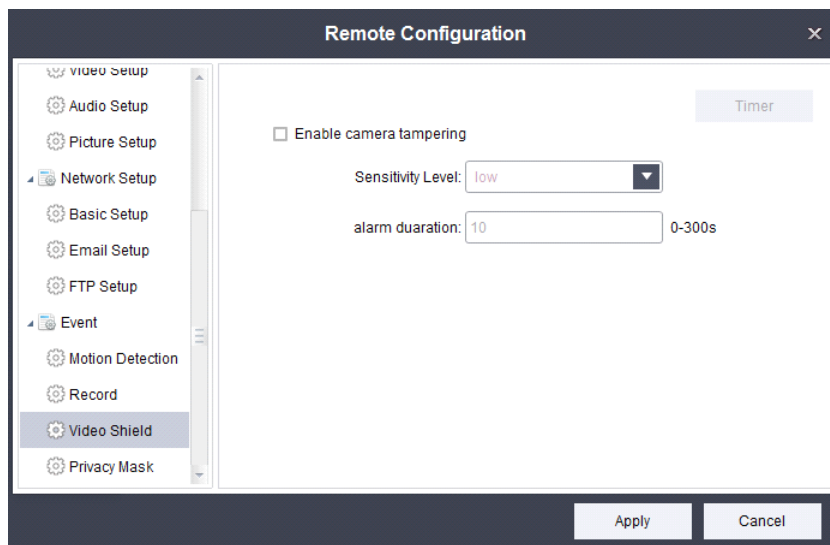 Remote Configuration
Video Setup
Audio Setup
Picture Setup
Network Setup
Basic Setup
Email Setup
FTP Setup
Event
Motion Detection
Record
Video Shield
Privacy Mask
Timer
Enable camera tampering
Sensitivity Level: low
alarm duaration: 10 0-300s
Apply Cancel